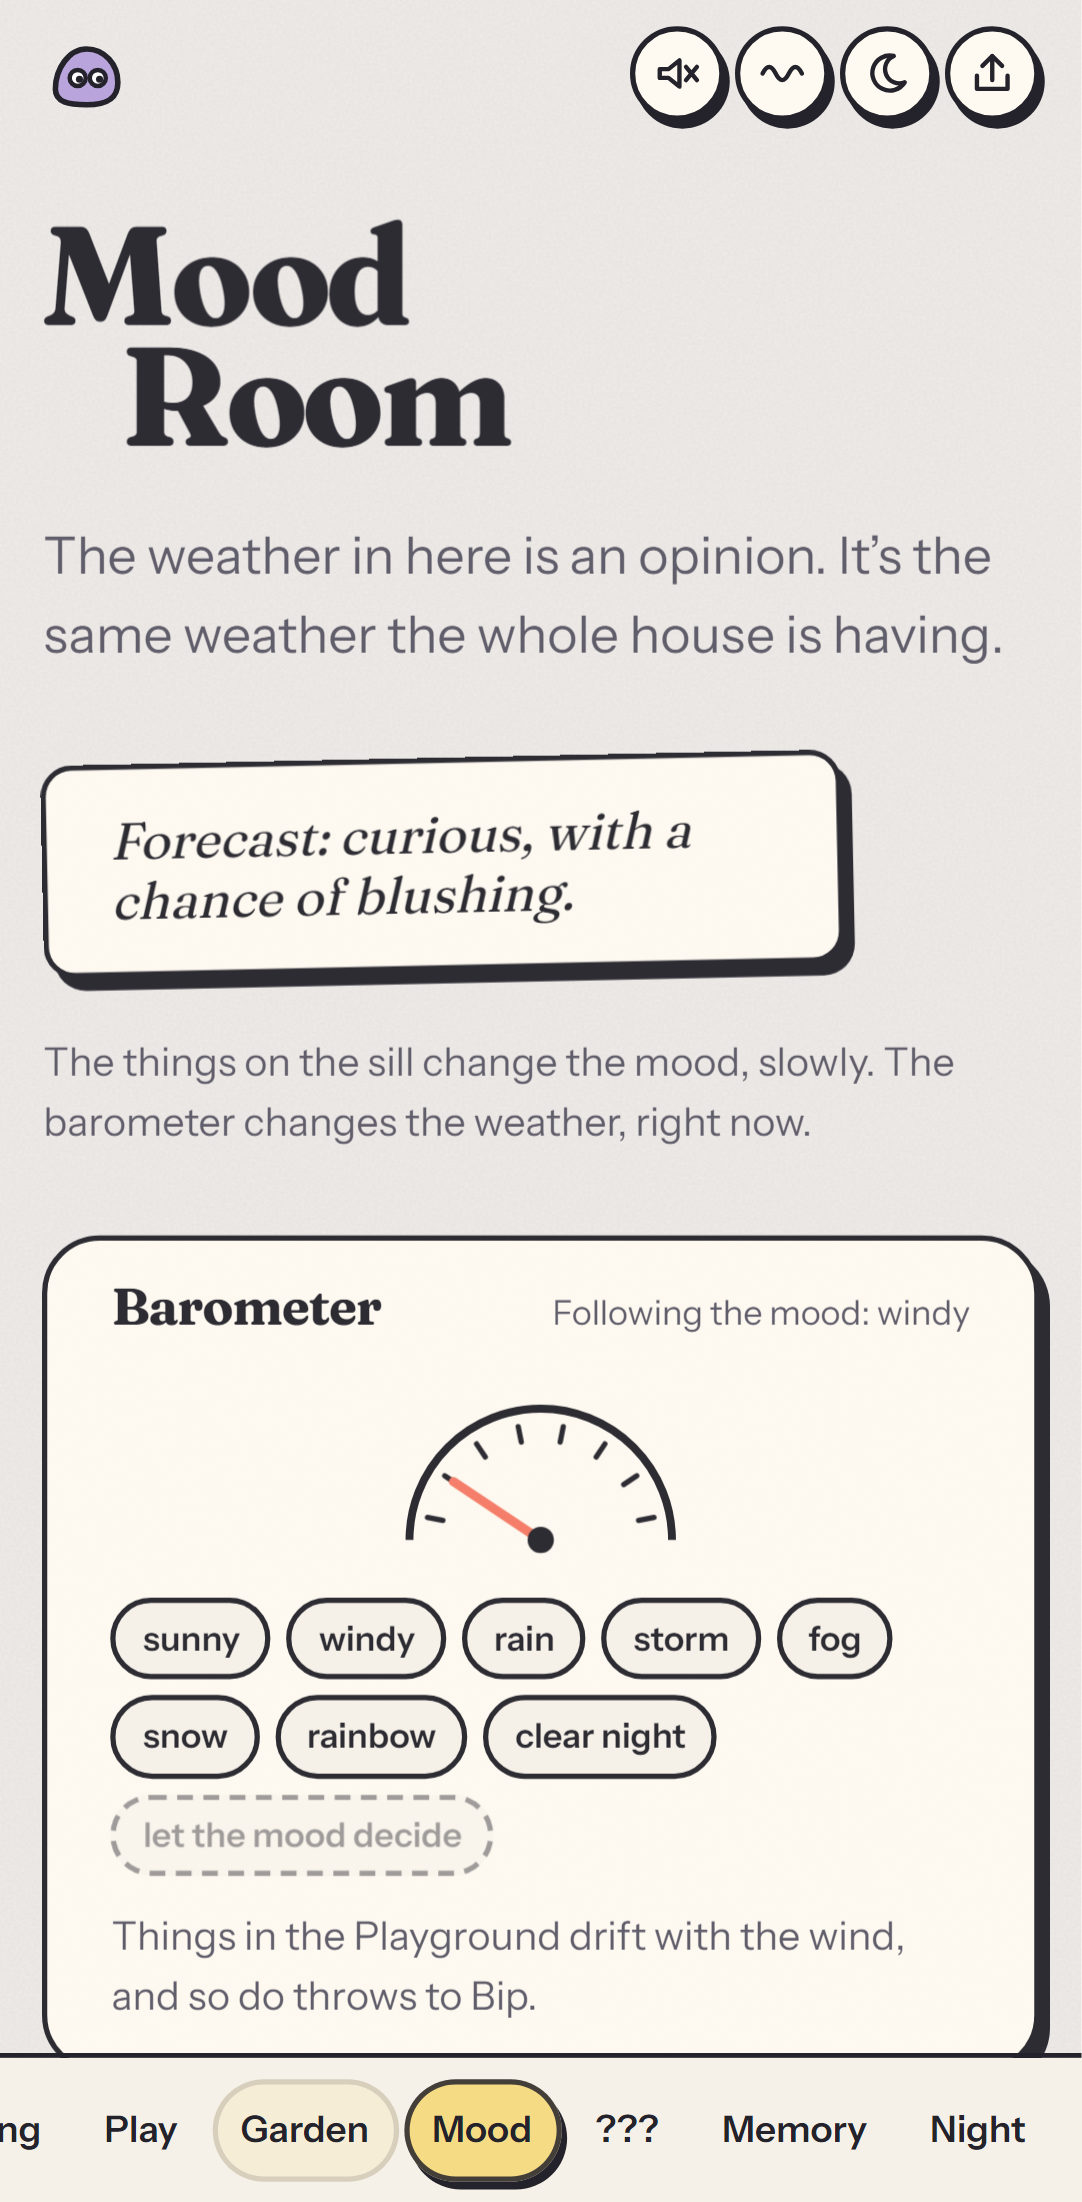 Mood
Room
The weather in here is an opinion. It’s the
same weather the whole house is having.
Forecast: curious, with a
chance of blushing.
The things on the sill change the mood, slowly. The
barometer changes the weather, right now.
Barometer
Following the mood: windy
sunny windy rain storm fog
snow rainbow clear night
let the mood decide
Things in the Playground drift with the wind,
and so do throws to Bip.
ng Play Garden Mood ??? Memory Night